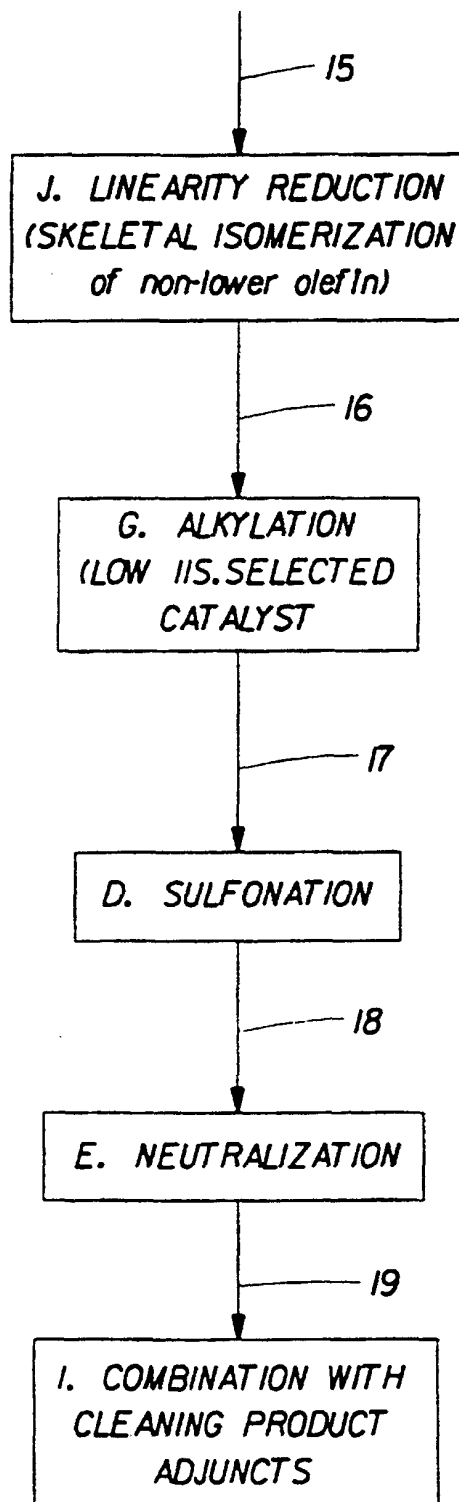 15
J. LINEARITY REDUCTION
(SKELETAL ISOMERIZATION
of non-lower olefin)
16
G. ALKYLATION
(LOW IIS. SELECTED
CATALYST
17
D. SULFONATION
18
E. NEUTRALIZATION
19
I. COMBINATION WITH
CLEANING PRODUCT
ADJUNCTS